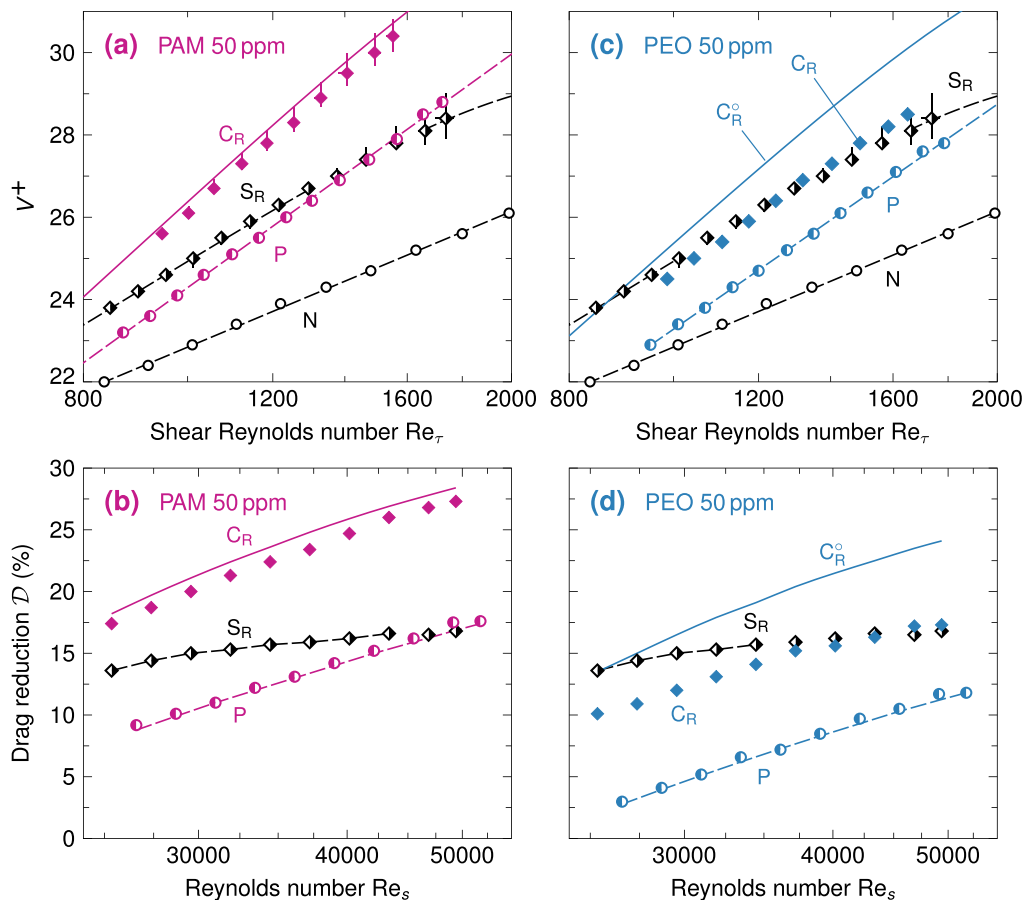 (a) PAM 50 ppm
C_R
S_R
P
N
V+
30
28
26
24
22
800
1200
1600
2000
Shear Reynolds number Re_τ
(c) PEO 50 ppm
C_R
C_R°
S_R
P
N
800
1200
1600
2000
Shear Reynolds number Re_τ
(b) PAM 50 ppm
C_R
S_R
P
Drag reduction 𝒟 (%)
30
25
20
15
10
5
0
30000
40000
50000
Reynolds number Re_s
(d) PEO 50 ppm
C_R°
S_R
C_R
P
30000
40000
50000
Reynolds number Re_s